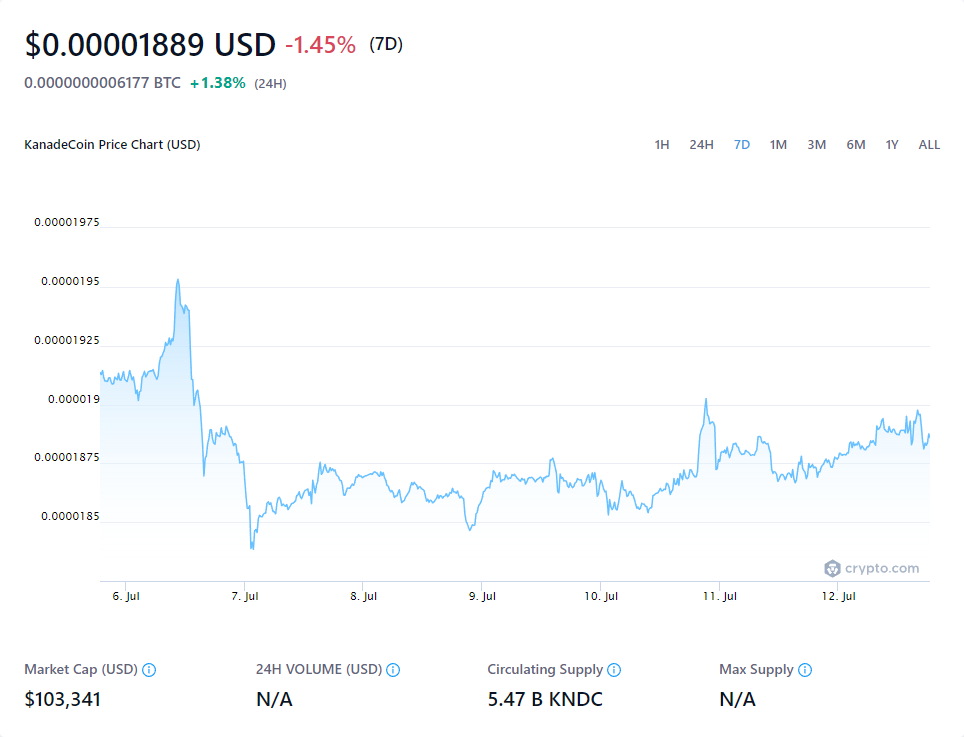 $0.00001889 USD -1.45% (7D)
0.0000000006177 BTC +1.38% (24H)
KanadeCoin Price Chart (USD) 1H 24H 7D 1M 3M 6M 1Y ALL
0.00001975
0.0000195
0.00001925
0.000019
0.00001875
0.0000185
crypto.com
6. Jul 7. Jul 8. Jul 9. Jul 10. Jul 11. Jul 12. Jul
Market Cap (USD) 24H VOLUME (USD) Circulating Supply Max Supply
$103,341 N/A 5.47 B KNDC N/A